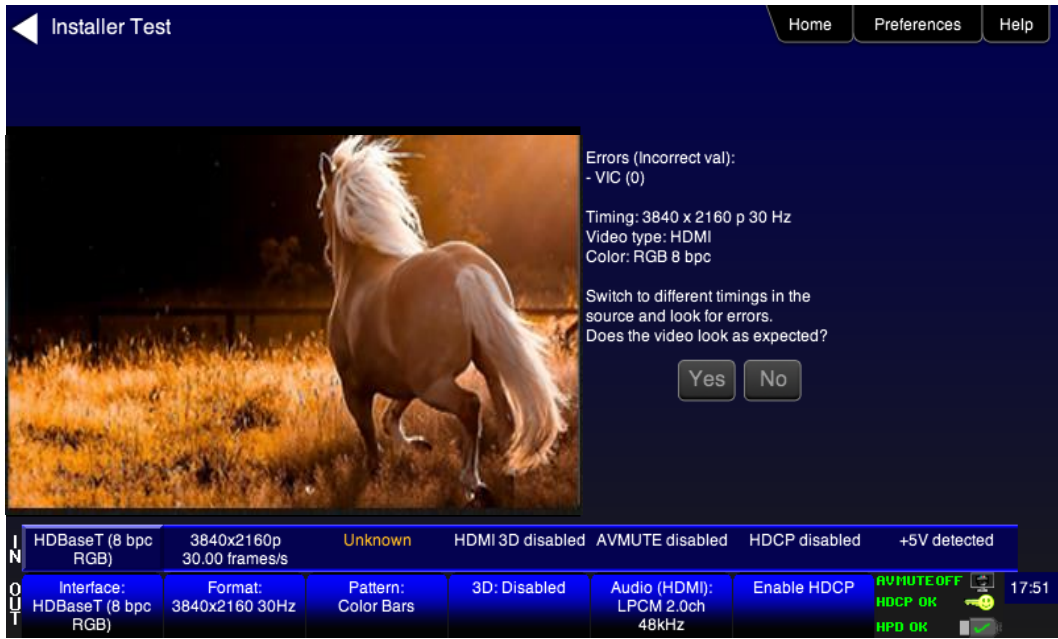 Installer Test
Home
Preferences
Help
Errors (Incorrect val):
- VIC (0)
Timing: 3840 x 2160 p 30 Hz
Video type: HDMI
Color: RGB 8 bpc
Switch to different timings in the
source and look for errors.
Does the video look as expected?
Yes
No
IN
HDBaseT (8 bpc
RGB)
3840x2160p
30.00 frames/s
Unknown
HDMI 3D disabled
AVMUTE disabled
HDCP disabled
+5V detected
OUT
Interface:
HDBaseT (8 bpc
RGB)
Format:
3840x2160 30Hz
Pattern:
Color Bars
3D: Disabled
Audio (HDMI):
LPCM 2.0ch
48kHz
Enable HDCP
AVMUTEOFF
HDCP OK
HPD OK
17:51